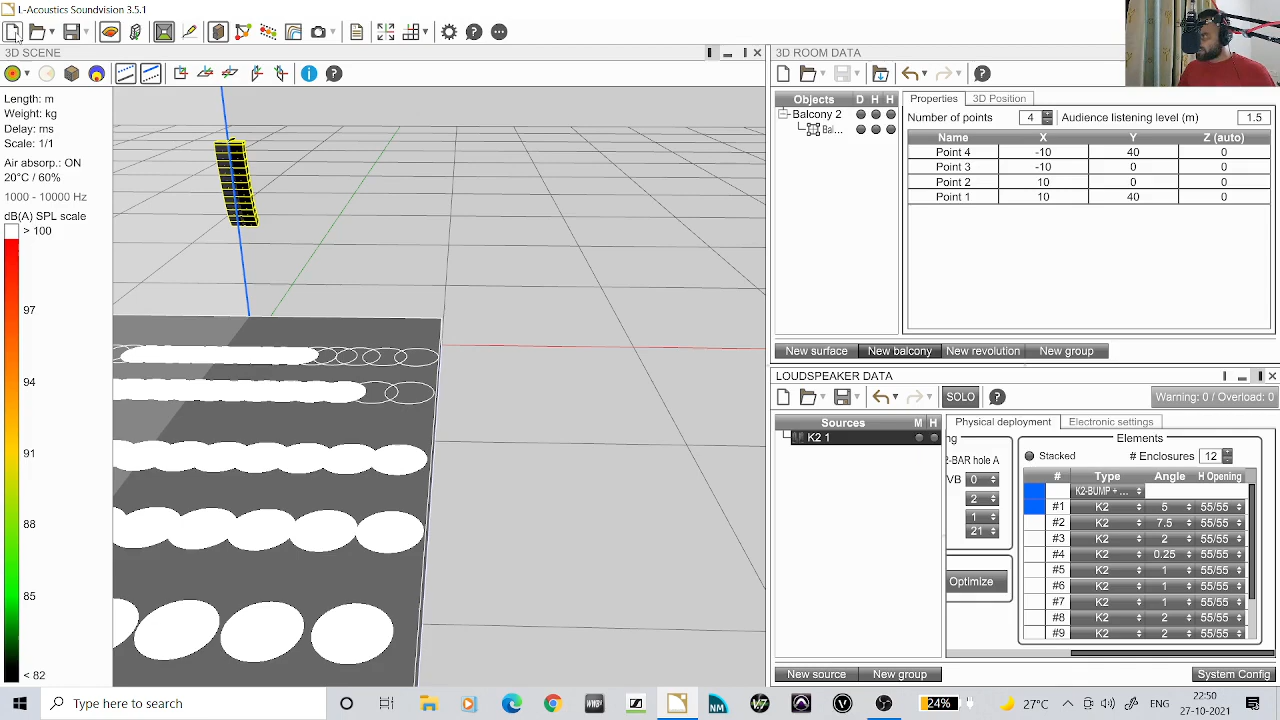 L-Acoustics Soundvision 3.5.1
3D SCENE
Length: m
Weight: kg
Delay: ms
Scale: 1/1
Air absorp.: ON
20°C / 60%
1000 - 10000 Hz
dB(A) SPL scale
> 100
97
94
91
88
85
< 82
3D ROOM DATA
Objects D H H
Balcony 2
Bal...
Properties 3D Position
Number of points 4 Audience listening level (m) 1.5
Name X Y Z (auto)
Point 4 -10 40 0
Point 3 -10 0 0
Point 2 10 0 0
Point 1 10 40 0
New surface New balcony New revolution New group
LOUDSPEAKER DATA
SOLO
Warning: 0 / Overload: 0
Sources M H
K2 1
Physical deployment Electronic settings
ng
2-BAR hole A
VB 0
2
1
21
Optimize
Elements
Stacked # Enclosures 12
# Type Angle H Opening
K2-BUMP + ...
#1 K2 5 55/55
#2 K2 7.5 55/55
#3 K2 2 55/55
#4 K2 0.25 55/55
#5 K2 1 55/55
#6 K2 1 55/55
#7 K2 1 55/55
#8 K2 2 55/55
#9 K2 2 55/55
New source New group System Config
Type here to search
24%
27°C
ENG
22:50
27-10-2021